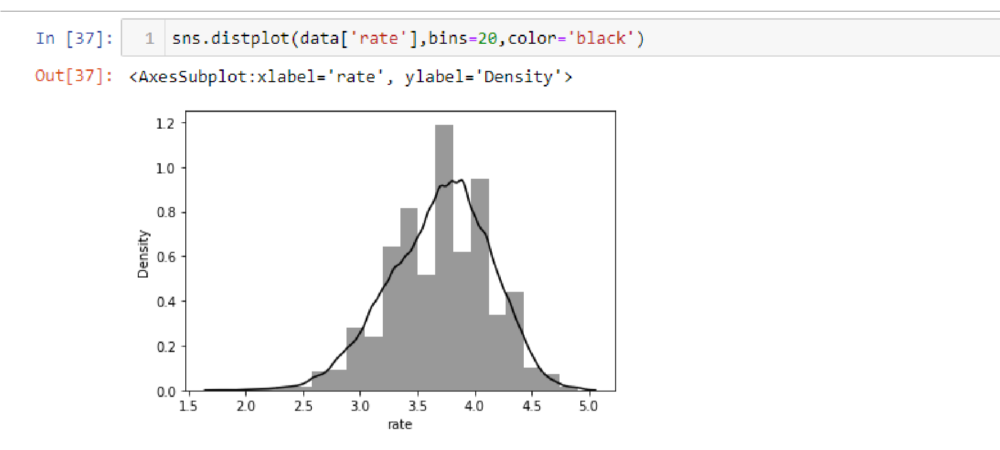 In [37]: 1 sns.distplot(data['rate'],bins=20,color='black')
Out[37]: <AxesSubplot:xlabel='rate', ylabel='Density'>
1.2
1.0
0.8
0.6
0.4
0.2
0.0
Density
1.5 2.0 2.5 3.0 3.5 4.0 4.5 5.0
rate